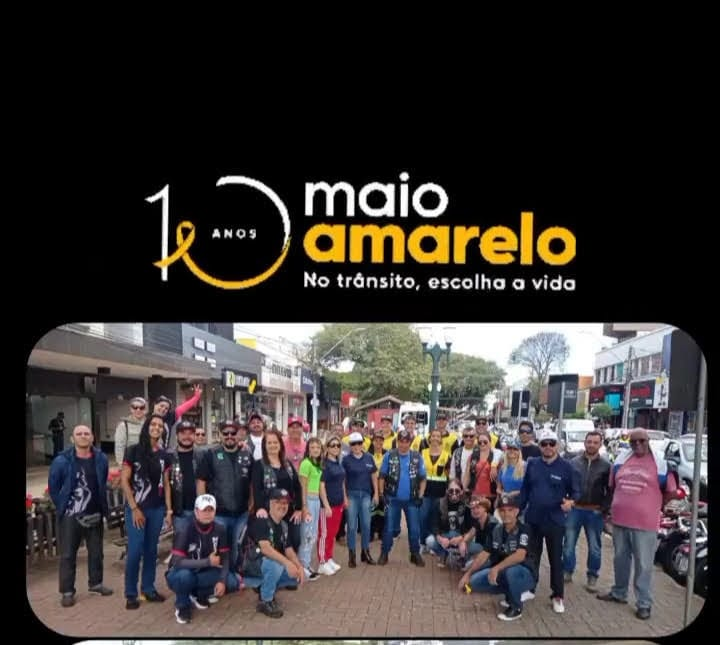 10 ANOS
maio
amarelo
No trânsito, escolha a vida